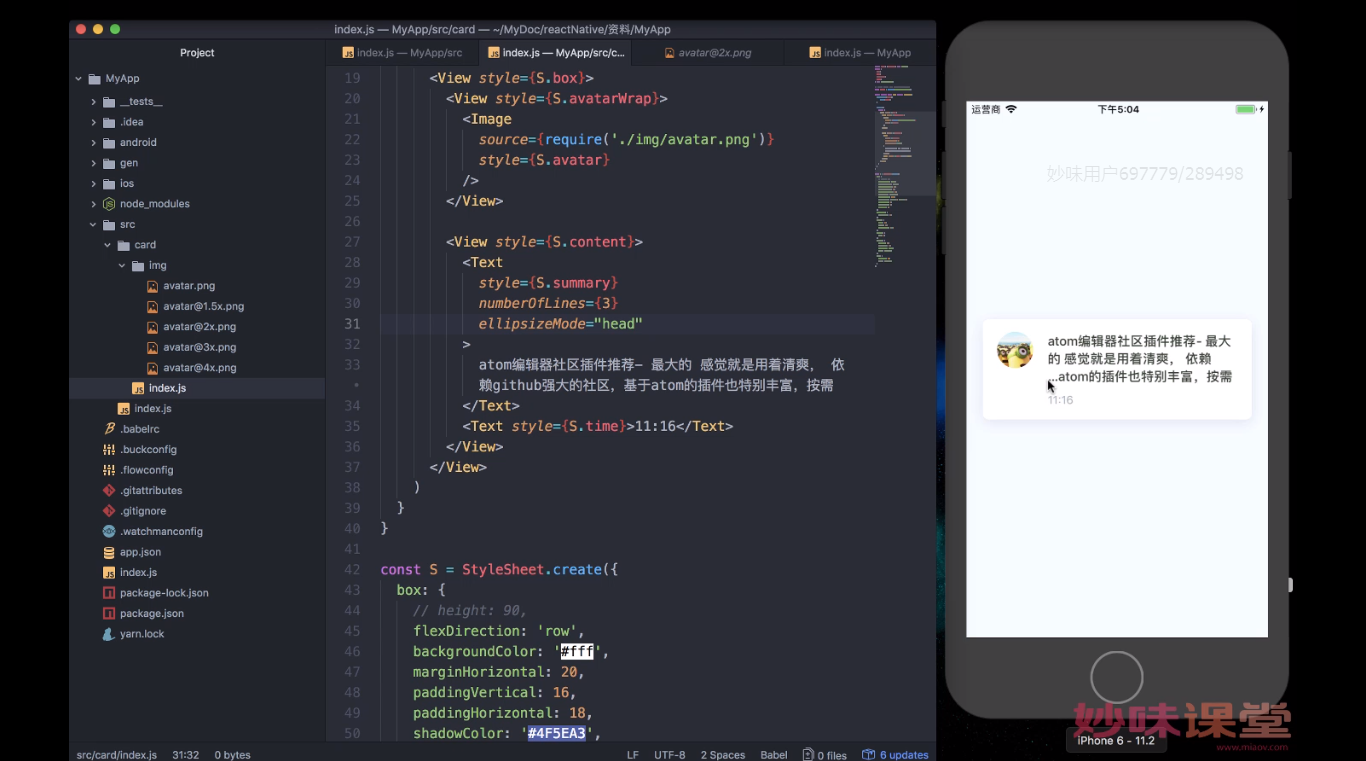 index.js — MyApp/src/card — ~/MyDoc/reactNative/资料/MyApp
Project
index.js — MyApp/src
index.js — MyApp/src/c...
avatar@2x.png
index.js — MyApp
MyApp
__tests__
.idea
android
gen
ios
node_modules
src
card
img
avatar.png
avatar@1.5x.png
avatar@2x.png
avatar@3x.png
avatar@4x.png
index.js
index.js
.babelrc
.buckconfig
.flowconfig
.gitattributes
.gitignore
.watchmanconfig
app.json
index.js
package-lock.json
package.json
yarn.lock
19 <View style={S.box}>
20 <View style={S.avatarWrap}>
21 <Image
22 source={require('./img/avatar.png')}
23 style={S.avatar}
24 />
25 </View>
26
27 <View style={S.content}>
28 <Text
29 style={S.summary}
30 numberOfLines={3}
31 ellipsizeMode="head"
32 >
33 atom编辑器社区插件推荐- 最大的 感觉就是用着清爽， 依
• 赖github强大的社区，基于atom的插件也特别丰富，按需
34 </Text>
35 <Text style={S.time}>11:16</Text>
36 </View>
37 </View>
38 )
39 }
40 }
41
42 const S = StyleSheet.create({
43 box: {
44 // height: 90,
45 flexDirection: 'row',
46 backgroundColor: '#fff',
47 marginHorizontal: 20,
48 paddingVertical: 16,
49 paddingHorizontal: 18,
50 shadowColor: '#4F5EA3',
src/card/index.js 31:32 0 bytes
LF UTF-8 2 Spaces Babel 0 files 6 updates
运营商 下午5:04
妙味用户697779/289498
atom编辑器社区插件推荐- 最大
的 感觉就是用着清爽， 依赖
...atom的插件也特别丰富，按需
11:16
妙味课堂
www.miaov.com
iPhone 6 - 11.2